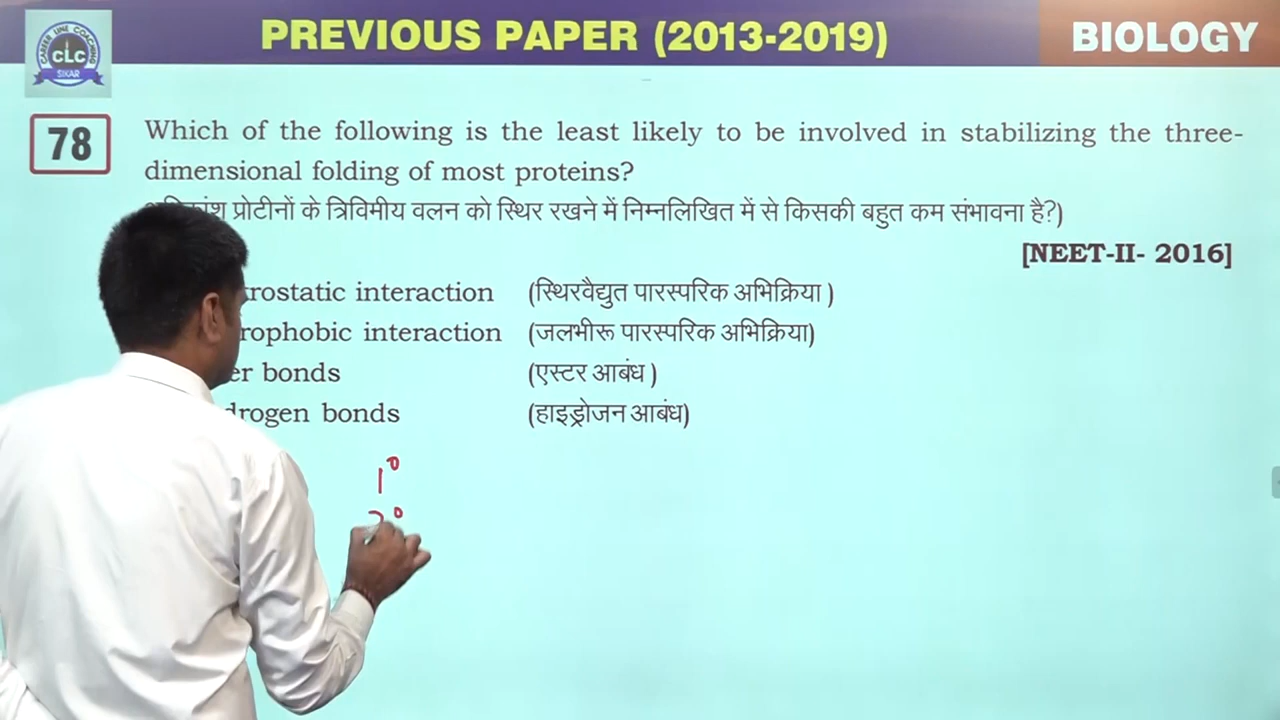 PREVIOUS PAPER (2013-2019)
BIOLOGY
CAREER LINE COACHING
CLC
SIKAR
78
Which of the following is the least likely to be involved in stabilizing the three-
dimensional folding of most proteins?
प्रोटीनों के त्रिविमीय वलन को स्थिर रखने में निम्नलिखित में से किसकी बहुत कम संभावना है?)
[NEET-II- 2016]
trostatic interaction (स्थिरवैद्युत पारस्परिक अभिक्रिया )
rophobic interaction (जलभीरू पारस्परिक अभिक्रिया)
er bonds (एस्टर आबंध )
drogen bonds (हाइड्रोजन आबंध)
1°
2°